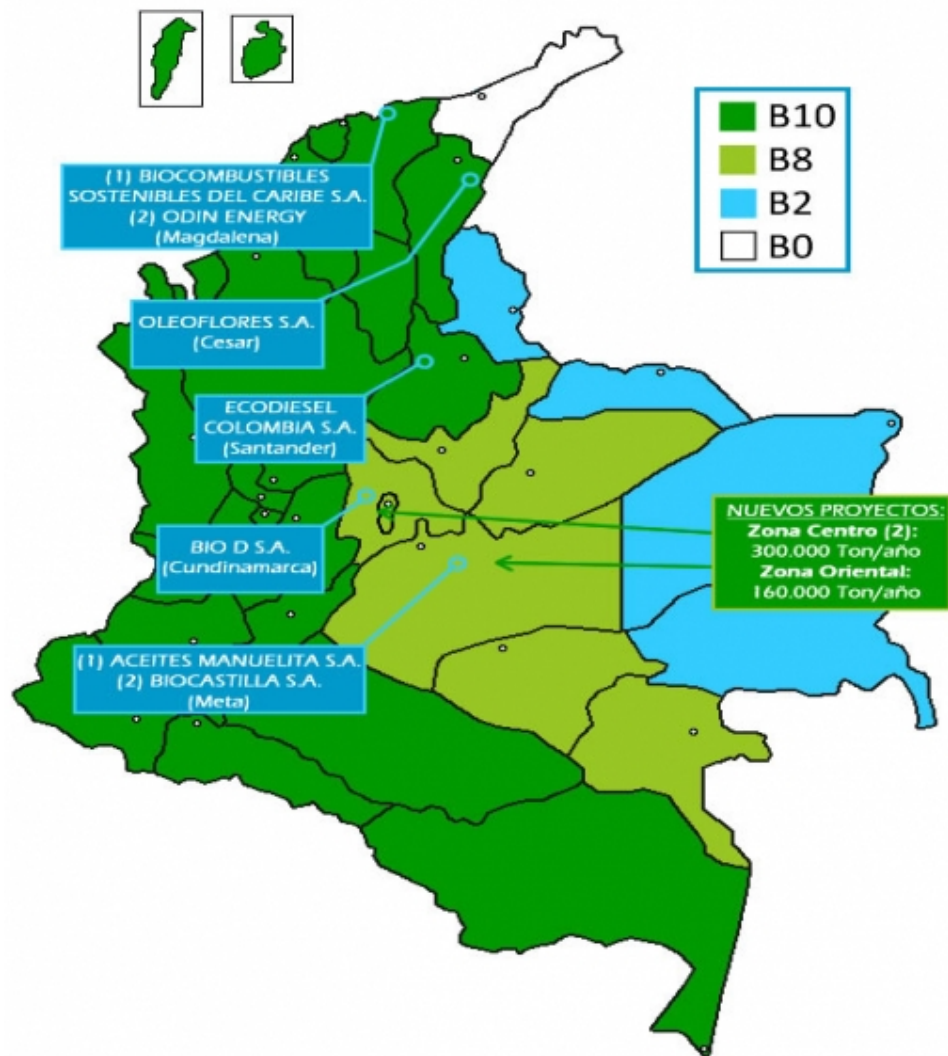 B10
B8
B2
B0
(1) BIOCOMBUSTIBLES
SOSTENIBLES DEL CARIBE S.A.
(2) ODIN ENERGY
(Magdalena)
OLEOFLORES S.A.
(Cesar)
ECODIESEL
COLOMBIA S.A.
(Santander)
BIO D S.A.
(Cundinamarca)
NUEVOS PROYECTOS:
Zona Centro (2):
300.000 Ton/año
Zona Oriental:
160.000 Ton/año
(1) ACEITES MANUELITA S.A.
(2) BIOCASTILLA S.A.
(Meta)